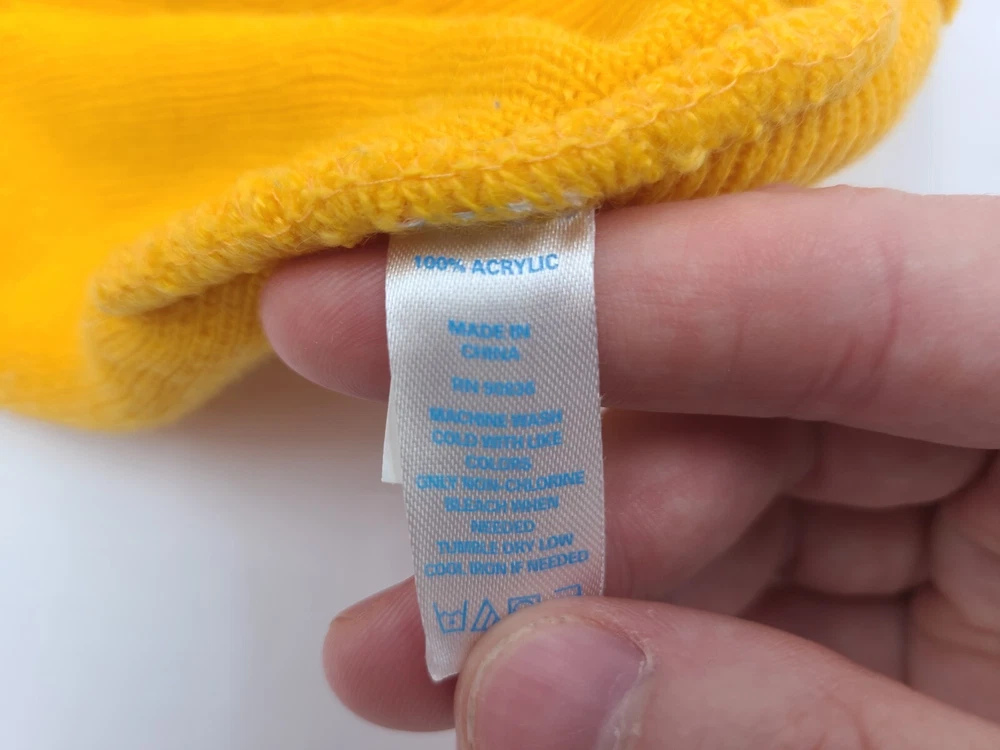 100% ACRYLIC
MADE IN
CHINA
RN
MACHINE WASH
COLD WITH LIKE
COLORS
ONLY NON-CHLORINE
BLEACH WHEN
NEEDED
TUMBLE DRY LOW
COOL IRON IF NEEDED